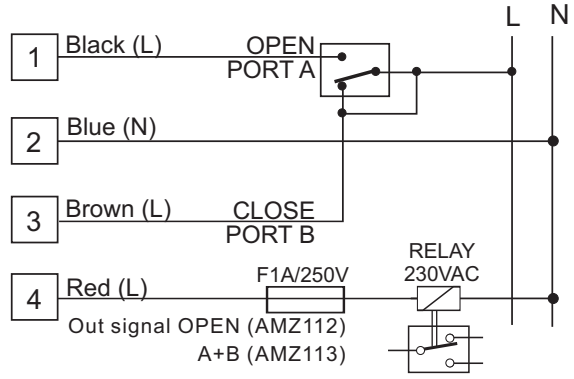 L N
1 Black (L) OPEN
PORT A
2 Blue (N)
3 Brown (L) CLOSE
PORT B
RELAY
230VAC
4 Red (L) F1A/250V
Out signal OPEN (AMZ112)
A+B (AMZ113)